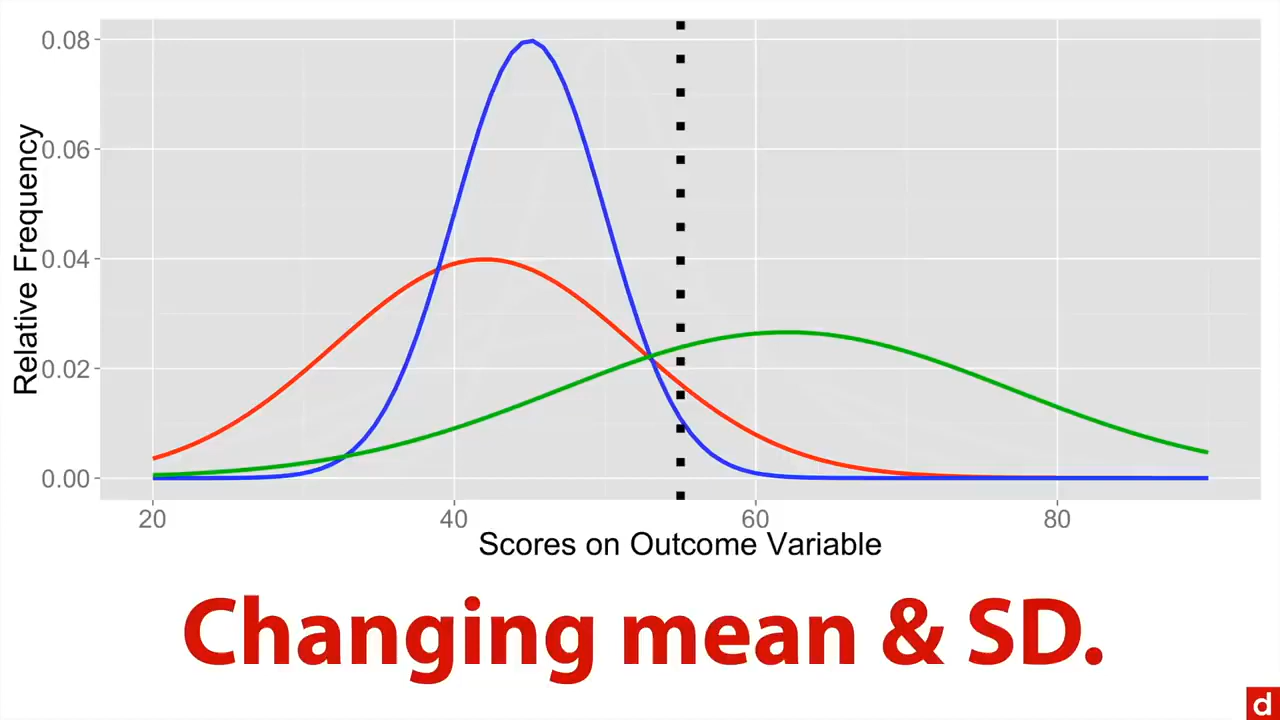 0.08
0.06
0.04
0.02
0.00
Relative Frequency
20 40 60 80
Scores on Outcome Variable
Changing mean & SD.
d